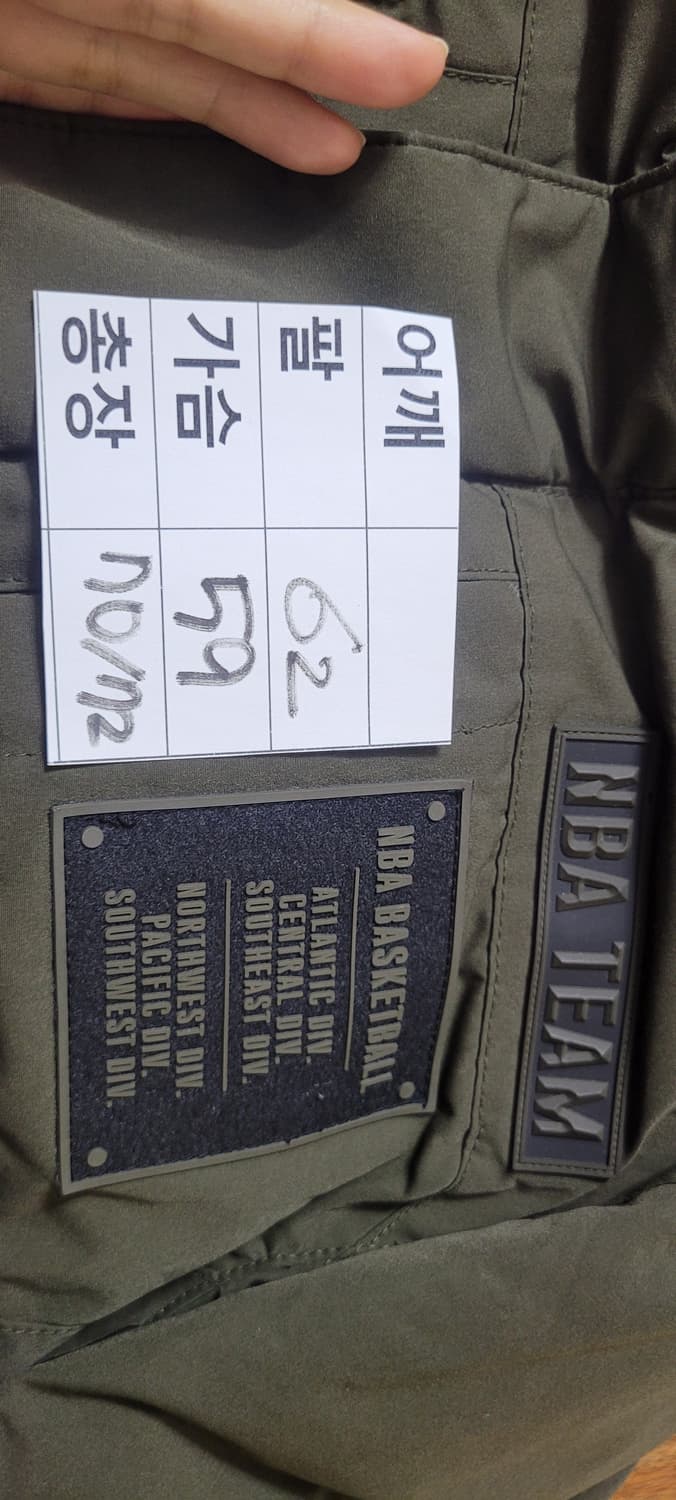 NBA TEAM
어깨
팔 62
가슴 59
총장 70/72
NBA BASKETBALL
ATLANTIC DIV.
CENTRAL DIV.
SOUTHEAST DIV.
NORTHWEST DIV.
PACIFIC DIV.
SOUTHWEST DIV.